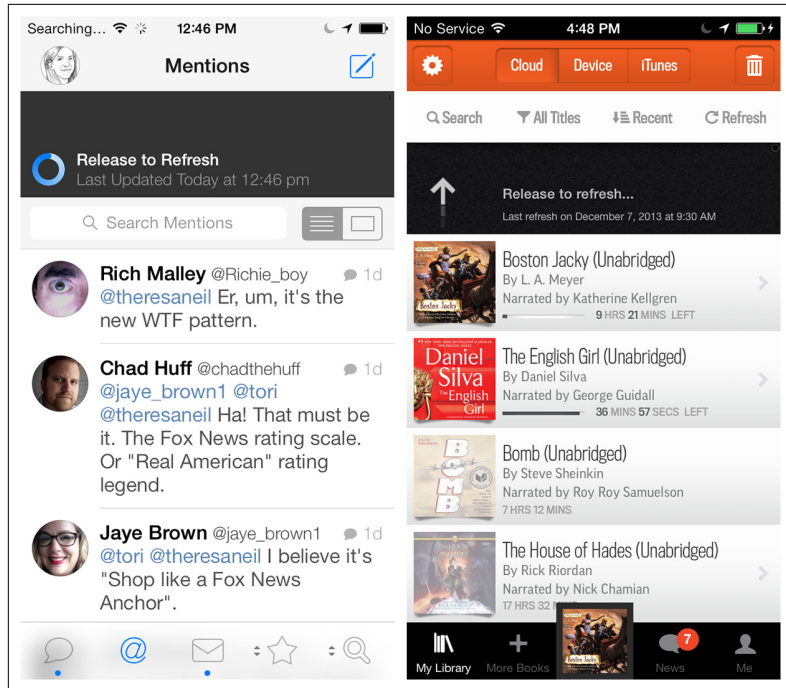 Searching...
12:46 PM
Mentions
Release to Refresh
Last Updated Today at 12:46 pm
Search Mentions
Rich Malley @Richie_boy 1d
@theresaneil Er, um, it's the
new WTF pattern.
Chad Huff @chadthehuff 1d
@jaye_brown1 @tori
@theresaneil Ha! That must be
it. The Fox News rating scale.
Or "Real American" rating
legend.
Jaye Brown @jaye_brown1 1d
@tori @theresaneil I believe it's
"Shop like a Fox News
Anchor".
@
No Service
4:48 PM
Cloud Device iTunes
Search All Titles Recent Refresh
Release to refresh...
Last refresh on December 7, 2013 at 9:30 AM
Boston Jacky
Boston Jacky (Unabridged)
By L. A. Meyer
Narrated by Katherine Kellgren
9 HRS 21 MINS LEFT
Daniel
Silva
The English
Girl
The English Girl (Unabridged)
By Daniel Silva
Narrated by George Guidall
36 MINS 57 SECS LEFT
BOMB
Bomb (Unabridged)
By Steve Sheinkin
Narrated by Roy Roy Samuelson
7 HRS 12 MINS
The House of Hades (Unabridged)
By Rick Riordan
Narrated by Nick Chamian
17 HRS 32
Boston Jacky
7
My Library More Books News Me